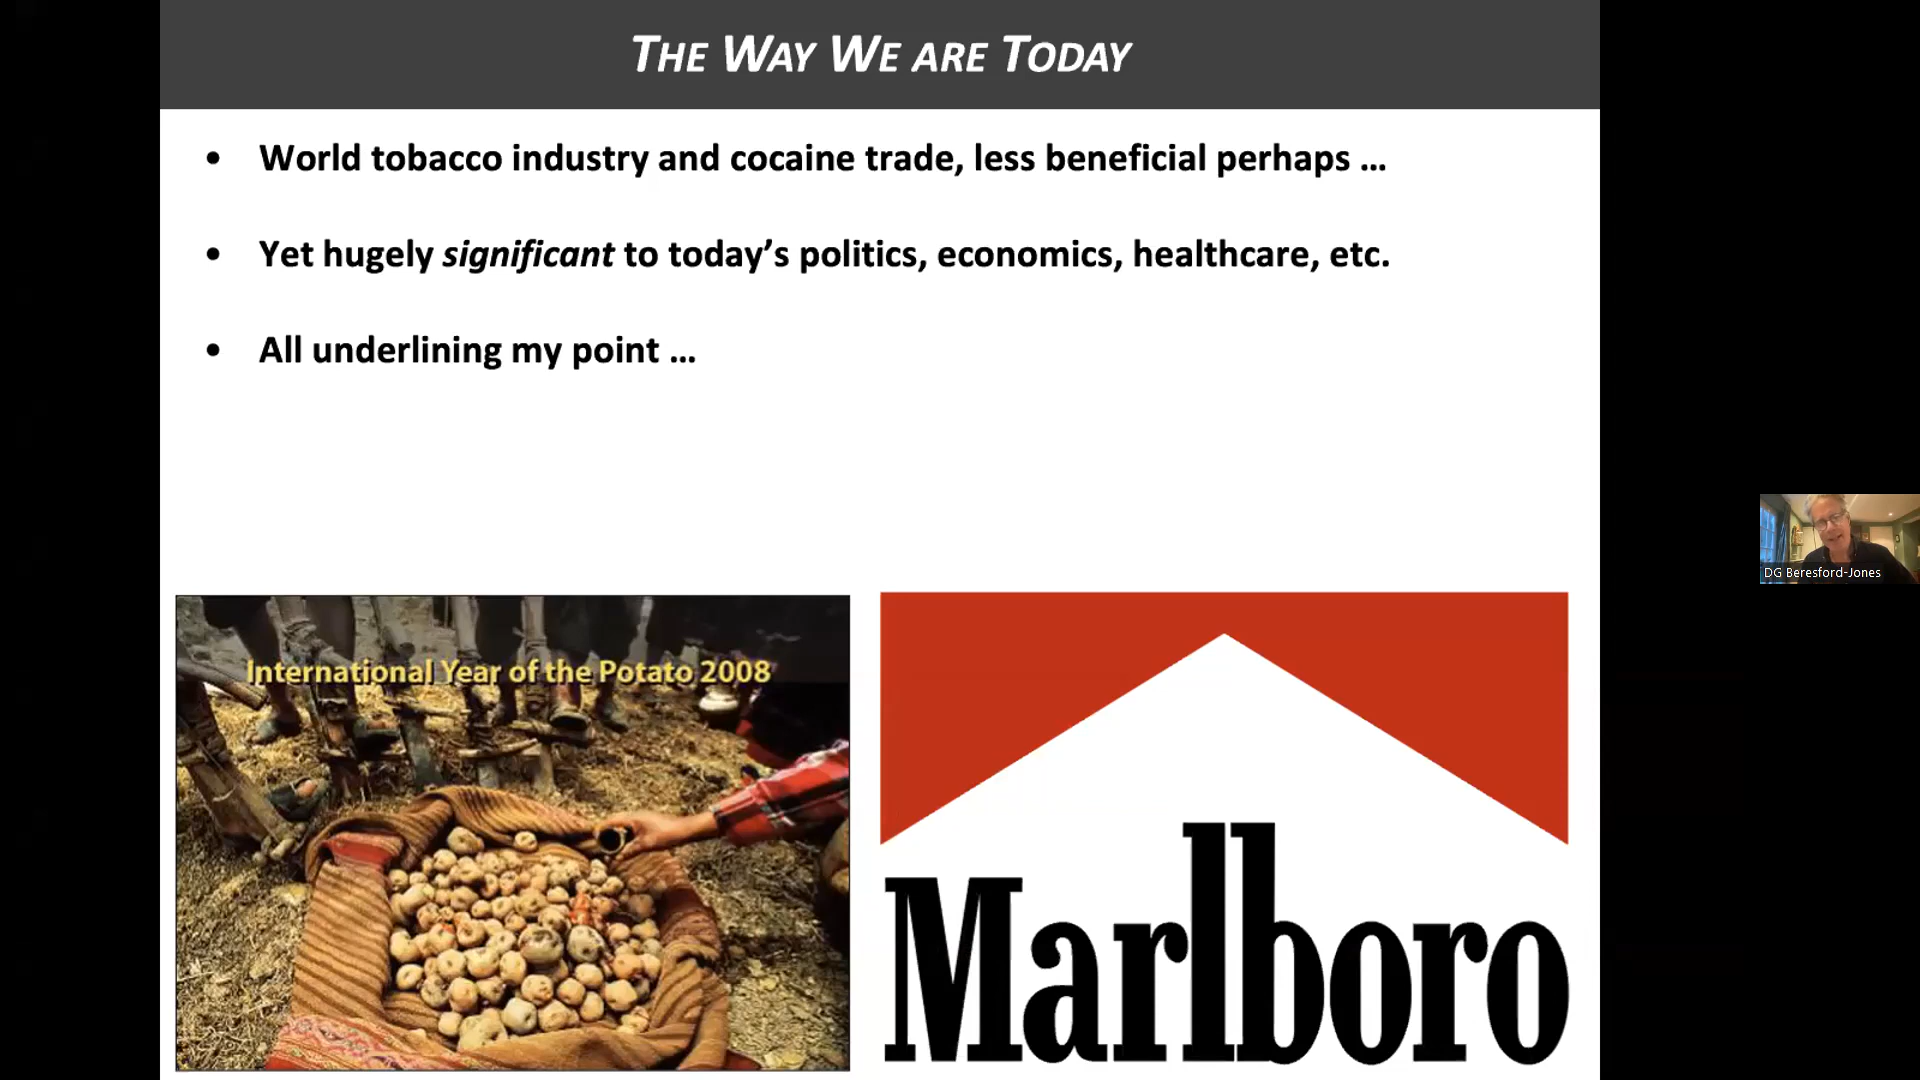 THE WAY WE ARE TODAY
• World tobacco industry and cocaine trade, less beneficial perhaps ...
• Yet hugely significant to today’s politics, economics, healthcare, etc.
• All underlining my point ...
International Year of the Potato 2008
Marlboro
DG Beresford-Jones